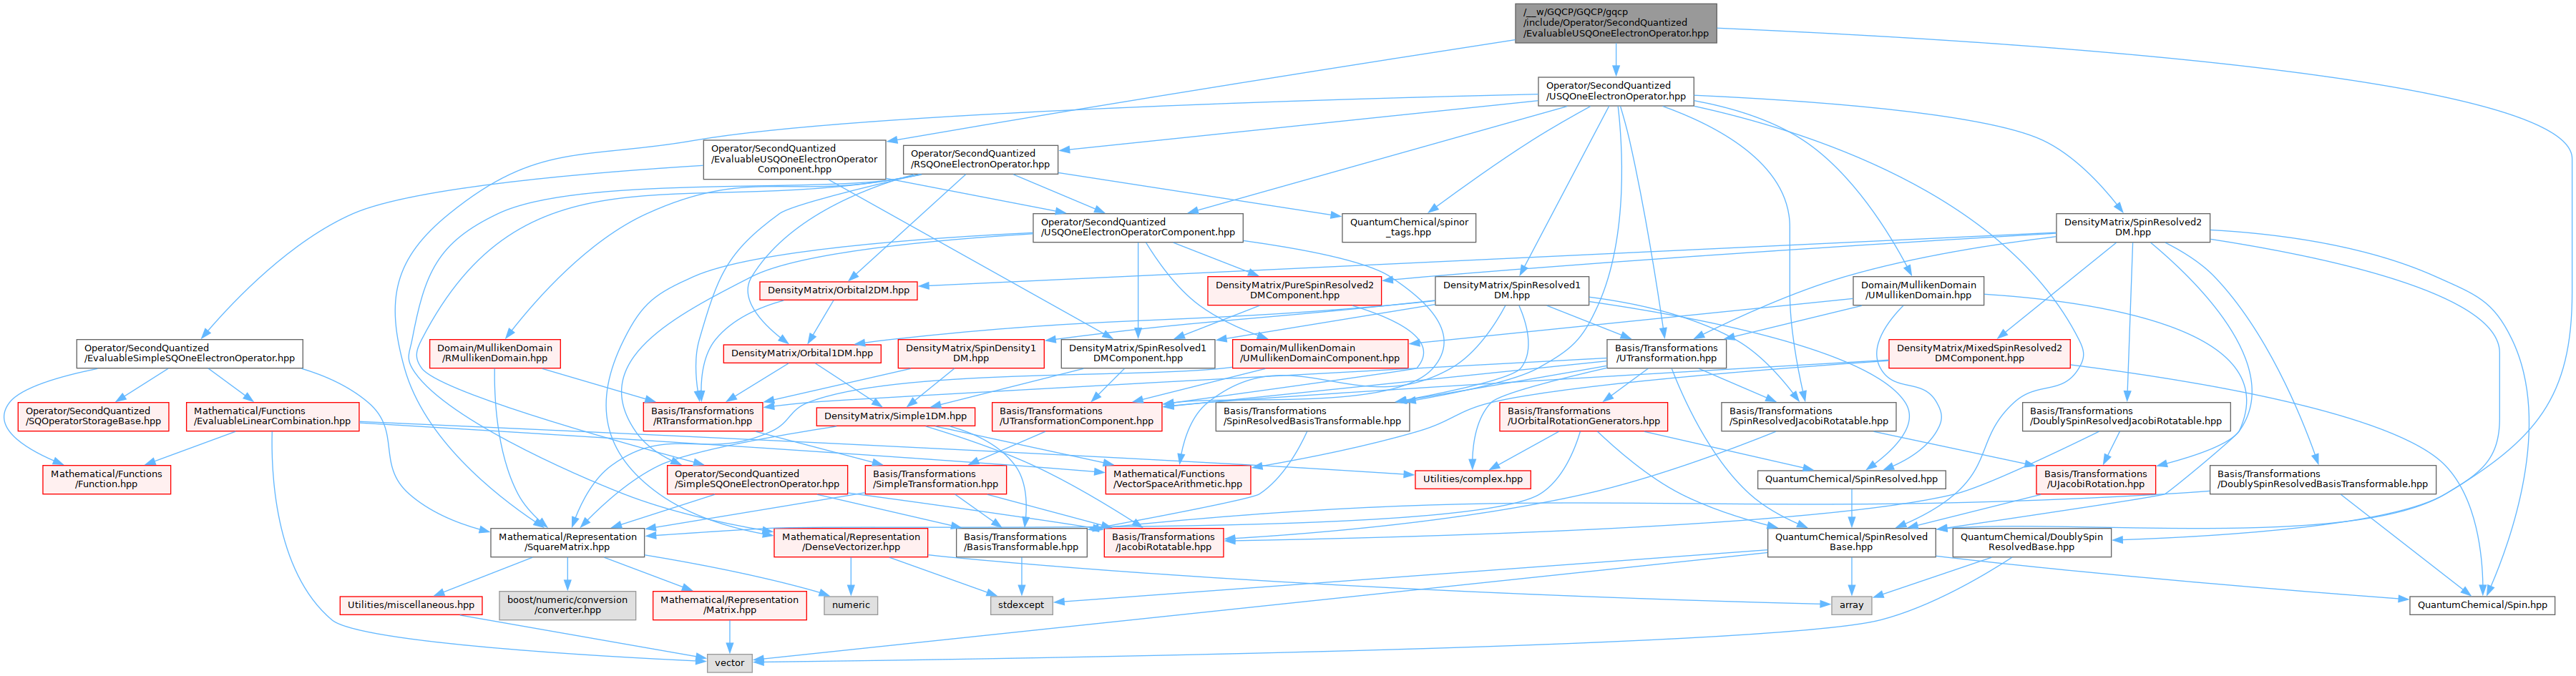 /__w/GQCP/GQCP/gqcp
/include/Operator/SecondQuantized
/EvaluableUSQOneElectronOperator.hpp
Operator/SecondQuantized
/USQOneElectronOperator.hpp
Operator/SecondQuantized
/EvaluableUSQOneElectronOperator
Component.hpp
Operator/SecondQuantized
/RSQOneElectronOperator.hpp
Operator/SecondQuantized
/USQOneElectronOperatorComponent.hpp
QuantumChemical/spinor
_tags.hpp
DensityMatrix/SpinResolved2
DM.hpp
DensityMatrix/Orbital2DM.hpp
DensityMatrix/PureSpinResolved2
DMComponent.hpp
DensityMatrix/SpinResolved1
DM.hpp
Domain/MullikenDomain
/UMullikenDomain.hpp
Operator/SecondQuantized
/EvaluableSimpleSQOneElectronOperator.hpp
Domain/MullikenDomain
/RMullikenDomain.hpp
DensityMatrix/Orbital1DM.hpp
DensityMatrix/SpinDensity1
DM.hpp
DensityMatrix/SpinResolved1
DMComponent.hpp
Domain/MullikenDomain
/UMullikenDomainComponent.hpp
Basis/Transformations
/UTransformation.hpp
DensityMatrix/MixedSpinResolved2
DMComponent.hpp
Operator/SecondQuantized
/SQOperatorStorageBase.hpp
Mathematical/Functions
/EvaluableLinearCombination.hpp
Basis/Transformations
/RTransformation.hpp
DensityMatrix/Simple1DM.hpp
Basis/Transformations
/UTransformationComponent.hpp
Basis/Transformations
/SpinResolvedBasisTransformable.hpp
Basis/Transformations
/UOrbitalRotationGenerators.hpp
Basis/Transformations
/SpinResolvedJacobiRotatable.hpp
Basis/Transformations
/DoublySpinResolvedJacobiRotatable.hpp
Mathematical/Functions
/Function.hpp
Operator/SecondQuantized
/SimpleSQOneElectronOperator.hpp
Basis/Transformations
/SimpleTransformation.hpp
Mathematical/Functions
/VectorSpaceArithmetic.hpp
Utilities/complex.hpp
QuantumChemical/SpinResolved.hpp
Basis/Transformations
/UJacobiRotation.hpp
Basis/Transformations
/DoublySpinResolvedBasisTransformable.hpp
Mathematical/Representation
/SquareMatrix.hpp
Mathematical/Representation
/DenseVectorizer.hpp
Basis/Transformations
/BasisTransformable.hpp
Basis/Transformations
/JacobiRotatable.hpp
QuantumChemical/SpinResolved
Base.hpp
QuantumChemical/DoublySpin
ResolvedBase.hpp
Utilities/miscellaneous.hpp
boost/numeric/conversion
/converter.hpp
Mathematical/Representation
/Matrix.hpp
numeric
stdexcept
array
QuantumChemical/Spin.hpp
vector